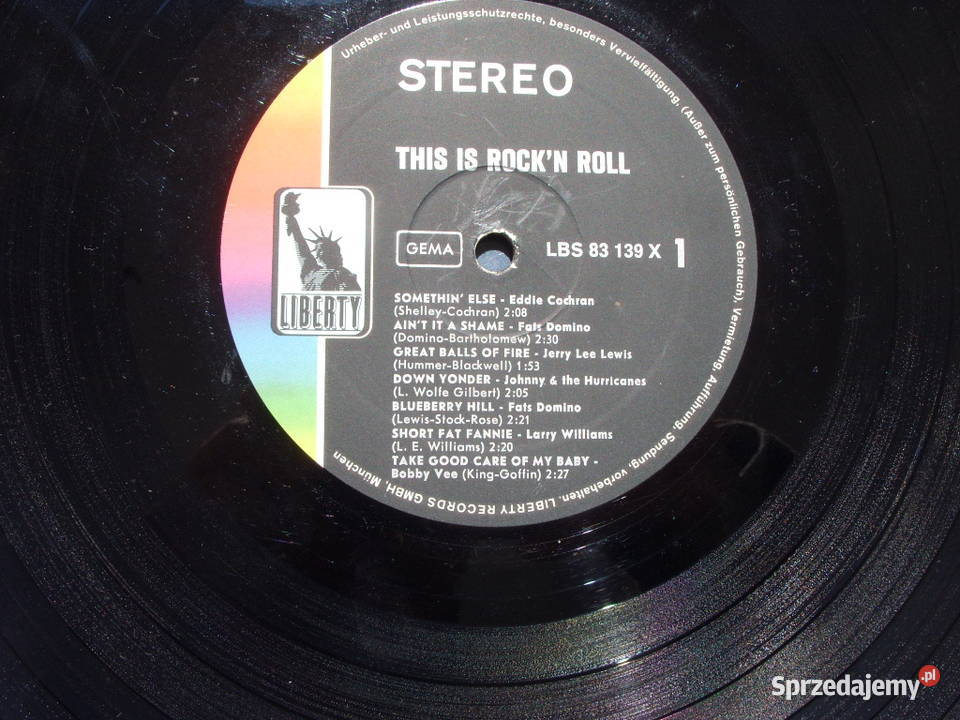 Urheber- und Leistungsschutzrechte, besonders Vervielfältigung, (Außer zum persönlichen Gebrauch), Vermietung, Aufführung, Sendung, vorbehalten. LIBERTY RECORDS GMBH, München
STEREO
THIS IS ROCK'N ROLL
GEMA
LBS 83 139 X 1
LIBERTY
SOMETHIN' ELSE - Eddie Cochran
(Shelley-Cochran) 2:08
AIN'T IT A SHAME - Fats Domino
(Domino-Bartholomew) 2:30
GREAT BALLS OF FIRE - Jerry Lee Lewis
(Hummer-Blackwell) 1:53
DOWN YONDER - Johnny & the Hurricanes
(L. Wolfe Gilbert) 2:05
BLUEBERRY HILL - Fats Domino
(Lewis-Stock-Rose) 2:21
SHORT FAT FANNIE - Larry Williams
(L. E. Williams) 2:20
TAKE GOOD CARE OF MY BABY -
Bobby Vee (King-Goffin) 2:27
Sprzedajemy.pl